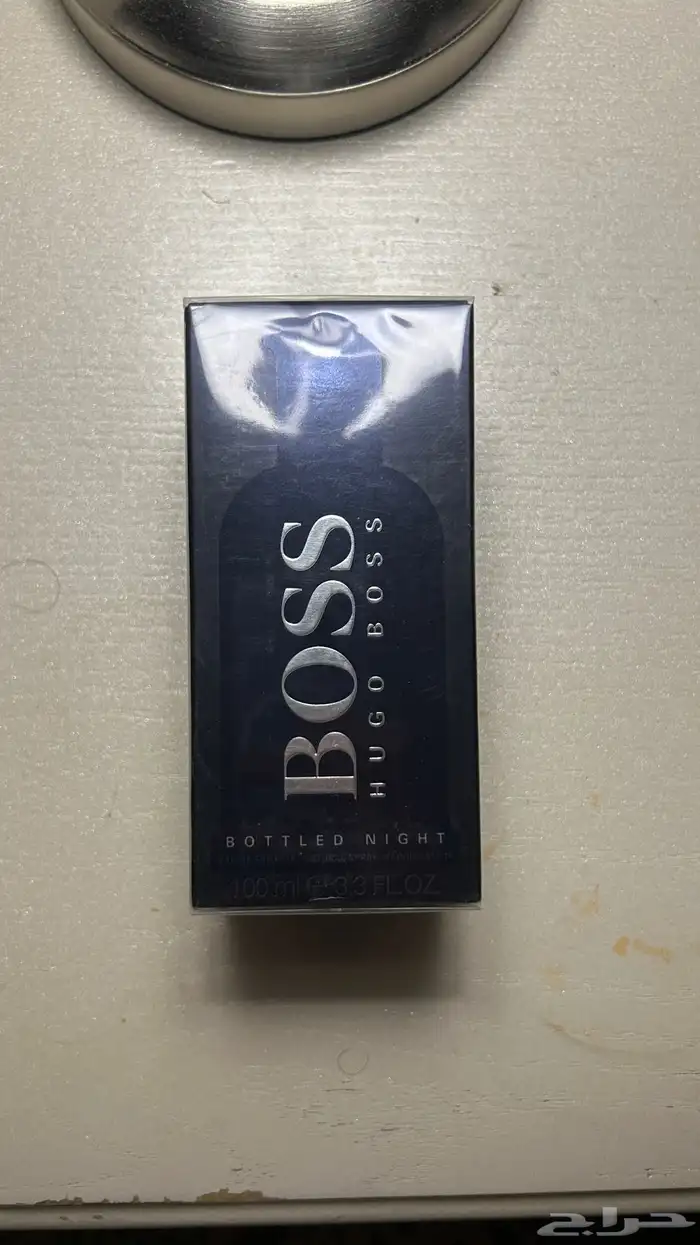 BOSS
HUGO BOSS
BOTTLED NIGHT
100 ml ℮ 3.3 FL.OZ
حراج